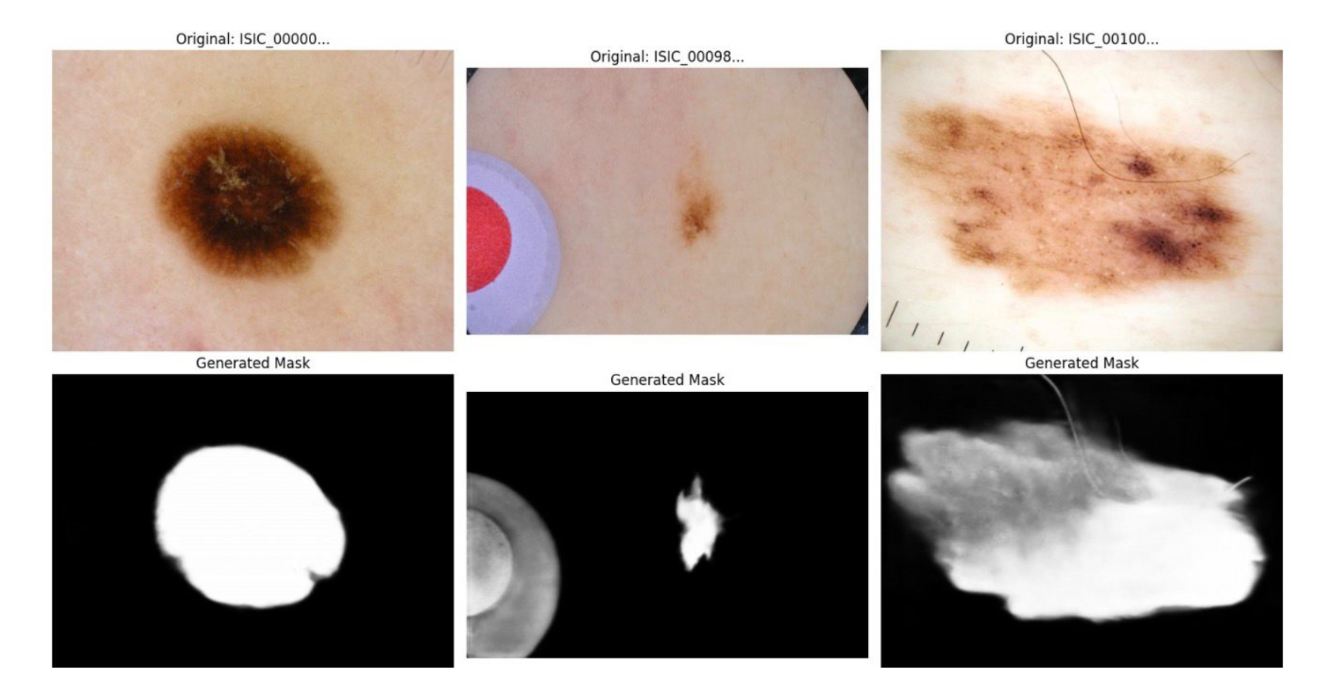 Original: ISIC_00000...
Original: ISIC_00098...
Original: ISIC_00100...
Generated Mask
Generated Mask
Generated Mask